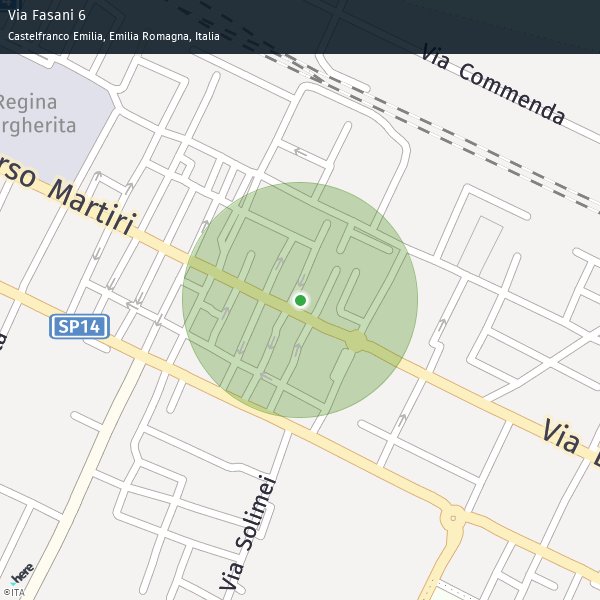 Via Fasani 6
Castelfranco Emilia, Emilia Romagna, Italia
Via Commenda
Regina
rgherita
rso Martiri
SP14
Via
Via Solimei
here
©ITA